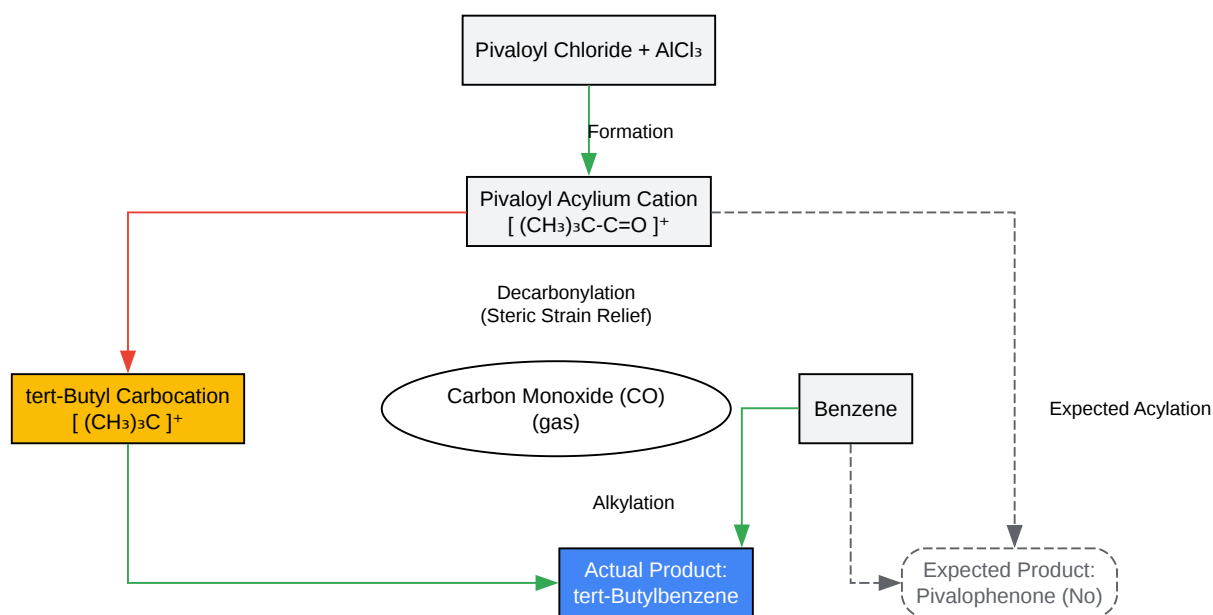 Pivaloyl Chloride + AlCl₃
Formation
Pivaloyl Acylium Cation
[ (CH₃)₃C-C=O ]⁺
Decarbonylation
(Steric Strain Relief)
tert-Butyl Carbocation
[ (CH₃)₃C ]⁺
Carbon Monoxide (CO)
(gas)
Benzene
Expected Acylation
Alkylation
Actual Product:
tert-Butylbenzene
Expected Product:
Pivalophenone (No)